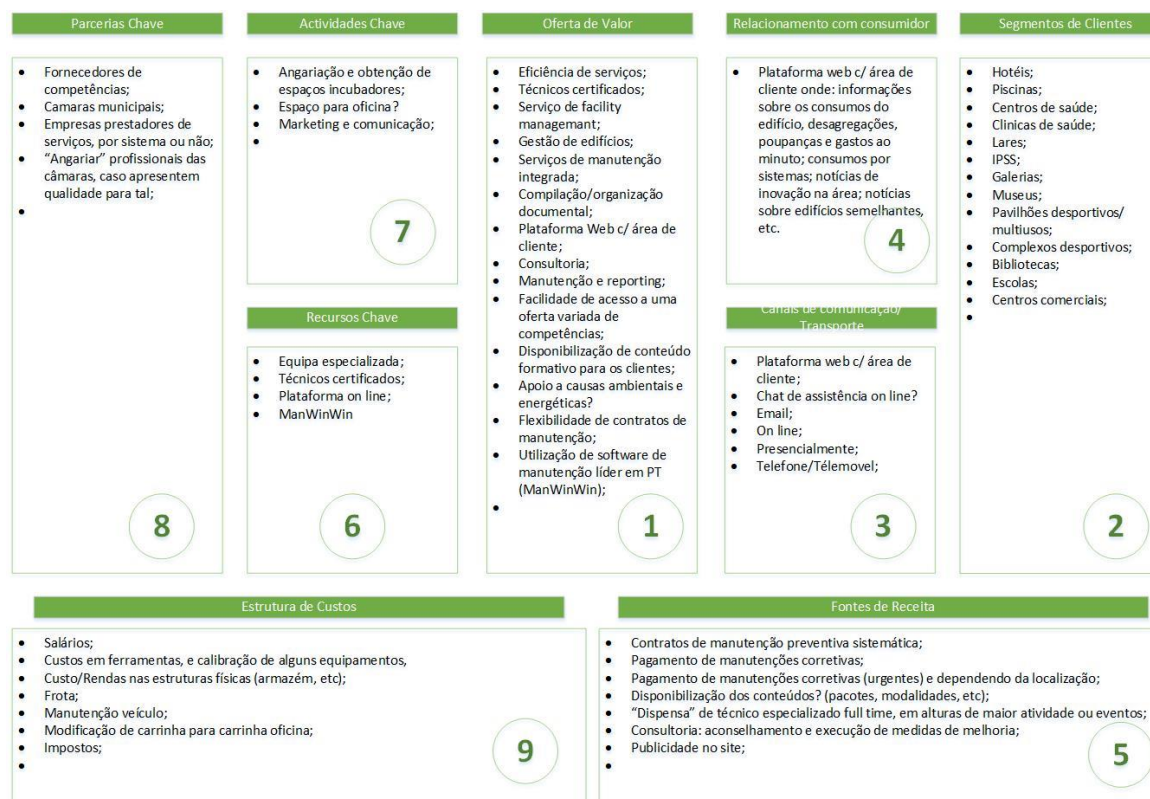 Parcerias Chave
Fornecedores de
competências;
Camaras municipais;
Empresas prestadores de
serviços, por sistema ou não;
“Angariar” profissionais das
câmaras, caso apresentem
qualidade para tal;
8
Actividades Chave
Angariação e obtenção de
espaços incubadores;
Espaço para oficina?
Marketing e comunicação;
7
Recursos Chave
Equipa especializada;
Técnicos certificados;
Plataforma on line;
ManWinWin
6
Oferta de Valor
Eficiência de serviços;
Técnicos certificados;
Serviço de facility
managemant;
Gestão de edifícios;
Serviços de manutenção
integrada;
Compilação/organização
documental;
Plataforma Web c/ área de
cliente;
Consultoria;
Manutenção e reporting;
Facilidade de acesso a uma
oferta variada de
competências;
Disponibilização de conteúdo
formativo para os clientes;
Apoio a causas ambientais e
energéticas?
Flexibilidade de contratos de
manutenção;
Utilização de software de
manutenção líder em PT
(ManWinWin);
1
Relacionamento com consumidor
Plataforma web c/ área de
cliente onde: informações
sobre os consumos do
edifício, desagregações,
poupanças e gastos ao
minuto; consumos por
sistemas; notícias de
inovação na área; notícias
sobre edifícios semelhantes,
etc.
4
Canais de comunicação/
Transporte
Plataforma web c/ área de
cliente;
Chat de assistência on line?
Email;
On line;
Presencialmente;
Telefone/Télemovel;
3
Segmentos de Clientes
Hotéis;
Piscinas;
Centros de saúde;
Clinicas de saúde;
Lares;
IPSS;
Galerias;
Museus;
Pavilhões desportivos/
multiusos;
Complexos desportivos;
Bibliotecas;
Escolas;
Centros comerciais;
2
Estrutura de Custos
Salários;
Custos em ferramentas, e calibração de alguns equipamentos,
Custo/Rendas nas estruturas físicas (armazém, etc);
Frota;
Manutenção veículo;
Modificação de carrinha para carrinha oficina;
Impostos;
9
Fontes de Receita
Contratos de manutenção preventiva sistemática;
Pagamento de manutenções corretivas;
Pagamento de manutenções corretivas (urgentes) e dependendo da localização;
Disponibilização dos conteúdos? (pacotes, modalidades, etc);
“Dispensa” de técnico especializado full time, em alturas de maior atividade ou eventos;
Consultoria: aconselhamento e execução de medidas de melhoria;
Publicidade no site;
5